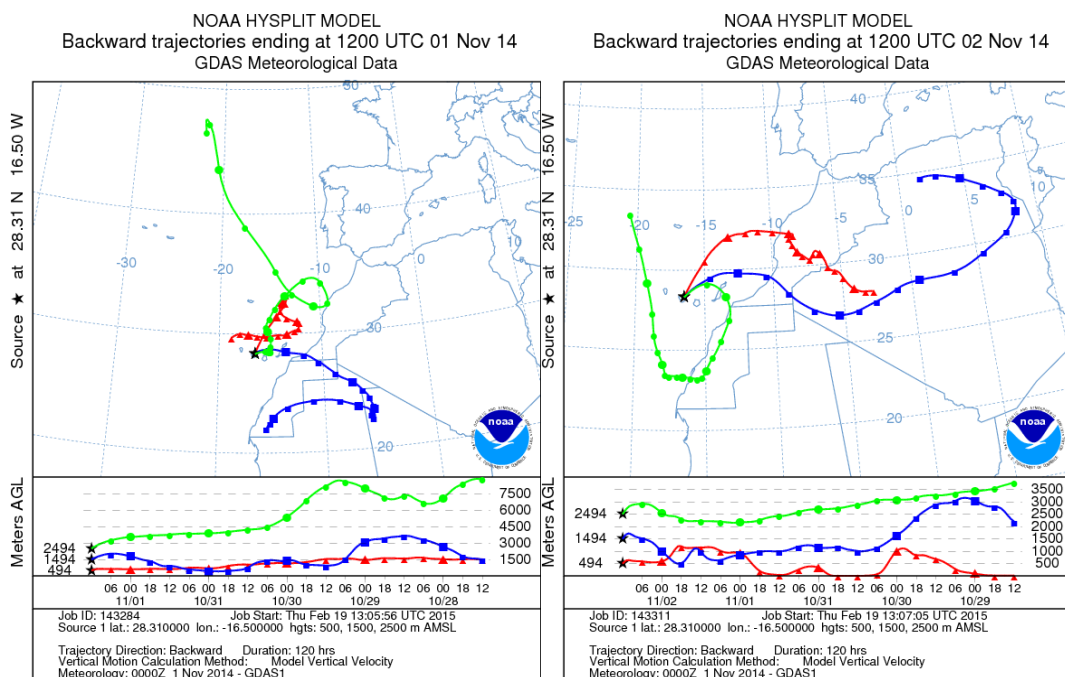 NOAA HYSPLIT MODEL
Backward trajectories ending at 1200 UTC 01 Nov 14
GDAS Meteorological Data
Source ★ at 28.31 N 16.50 W
50
40
30
20
-30
-20
-10
noaa
Meters AGL
7500
6000
4500
3000
1500
2494
1494
494
06 00 18 12 06 00 18 12 06 00 18 12 06 00 18 12 06 00 18 12
11/01 10/31 10/30 10/29 10/28
Job ID: 143284 Job Start: Thu Feb 19 13:05:56 UTC 2015
Source 1 lat.: 28.310000 lon.: -16.500000 hgts: 500, 1500, 2500 m AMSL
Trajectory Direction: Backward Duration: 120 hrs
Vertical Motion Calculation Method: Model Vertical Velocity
Meteorology: 0000Z 1 Nov 2014 - GDAS1
NOAA HYSPLIT MODEL
Backward trajectories ending at 1200 UTC 02 Nov 14
GDAS Meteorological Data
Source ★ at 28.31 N 16.50 W
40
35
30
25
20
-25
-20
-15
-10
-5
0
5
10
noaa
Meters AGL
3500
3000
2500
2000
1500
1000
500
2494
1494
494
06 00 18 12 06 00 18 12 06 00 18 12 06 00 18 12 06 00 18 12
11/02 11/01 10/31 10/30 10/29
Job ID: 143311 Job Start: Thu Feb 19 13:07:05 UTC 2015
Source 1 lat.: 28.310000 lon.: -16.500000 hgts: 500, 1500, 2500 m AMSL
Trajectory Direction: Backward Duration: 120 hrs
Vertical Motion Calculation Method: Model Vertical Velocity
Meteorology: 0000Z 1 Nov 2014 - GDAS1